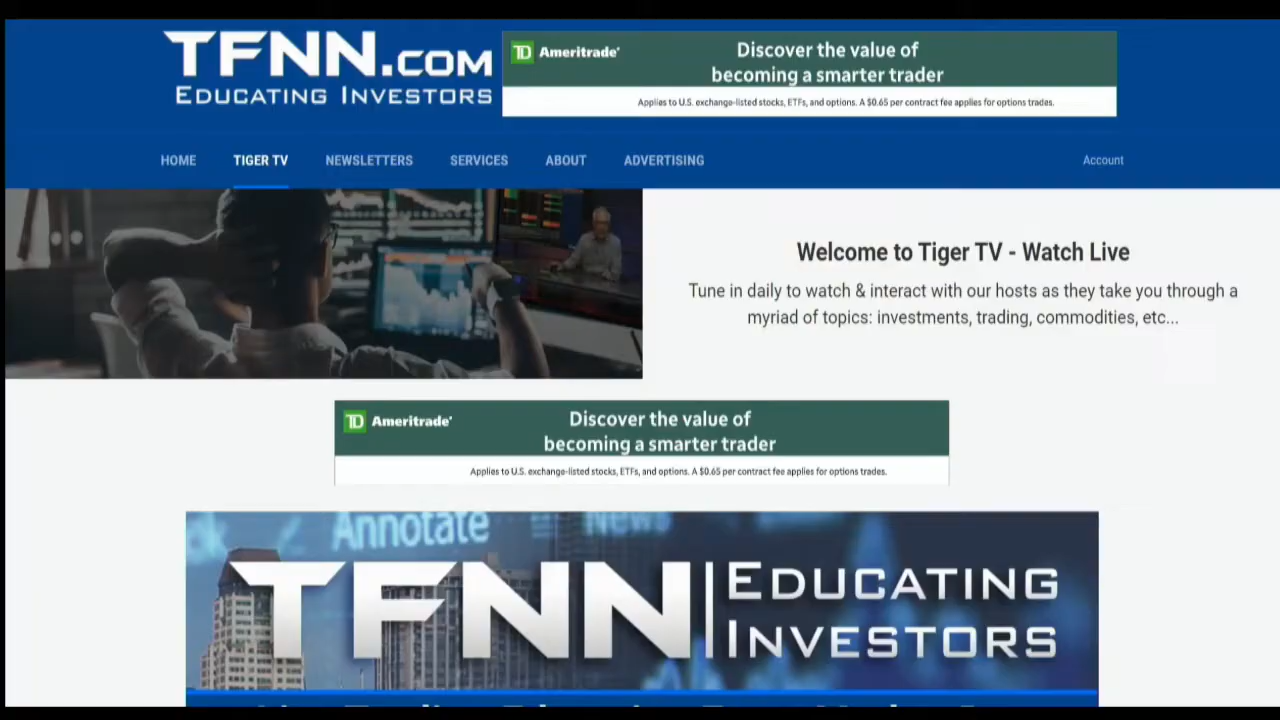 TFNN.COM
EDUCATING INVESTORS
TD Ameritrade
Discover the value of
becoming a smarter trader
Applies to U.S. exchange-listed stocks, ETFs, and options. A $0.65 per contract fee applies for options trades.
HOME TIGER TV NEWSLETTERS SERVICES ABOUT ADVERTISING Account
Welcome to Tiger TV - Watch Live
Tune in daily to watch & interact with our hosts as they take you through a
myriad of topics: investments, trading, commodities, etc...
TD Ameritrade
Discover the value of
becoming a smarter trader
Applies to U.S. exchange-listed stocks, ETFs, and options. A $0.65 per contract fee applies for options trades.
Annotate News
TFNN EDUCATING
INVESTORS